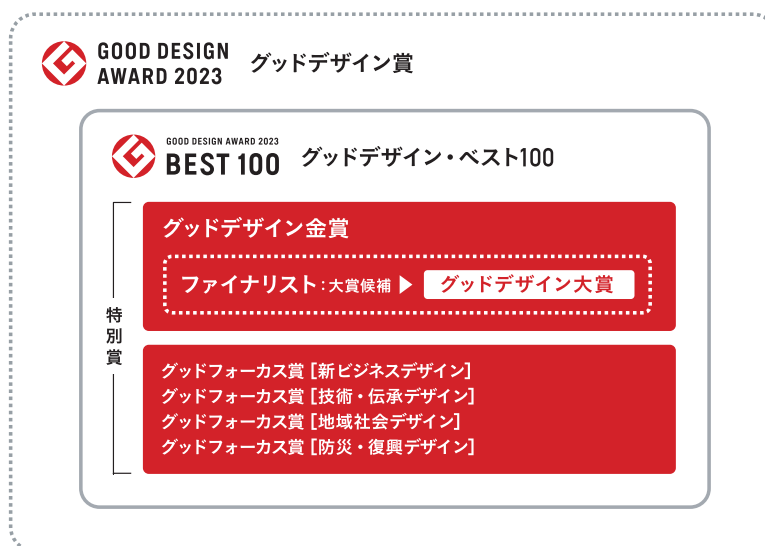 GOOD DESIGN
AWARD 2023
グッドデザイン賞
GOOD DESIGN AWARD 2023
BEST 100
グッドデザイン・ベスト100
特別賞
グッドデザイン金賞
ファイナリスト:大賞候補▶グッドデザイン大賞
グッドフォーカス賞［新ビジネスデザイン］
グッドフォーカス賞［技術・伝承デザイン］
グッドフォーカス賞［地域社会デザイン］
グッドフォーカス賞［防災・復興デザイン］